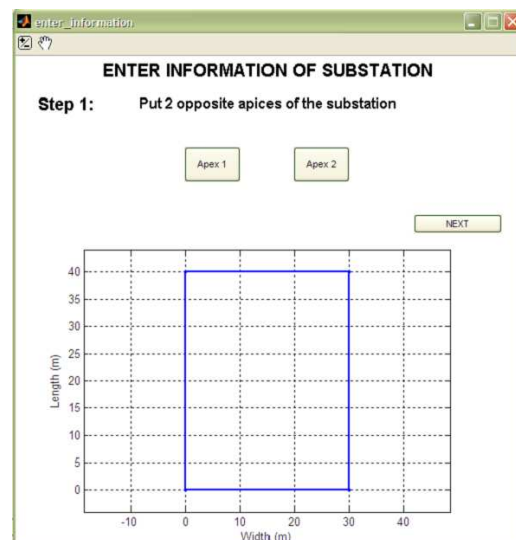 enter_information
ENTER INFORMATION OF SUBSTATION
Step 1: Put 2 opposite apices of the substation
Apex 1 Apex 2
NEXT
40
35
30
25
20
15
10
5
0
Length (m)
-10 0 10 20 30 40
Width (m)